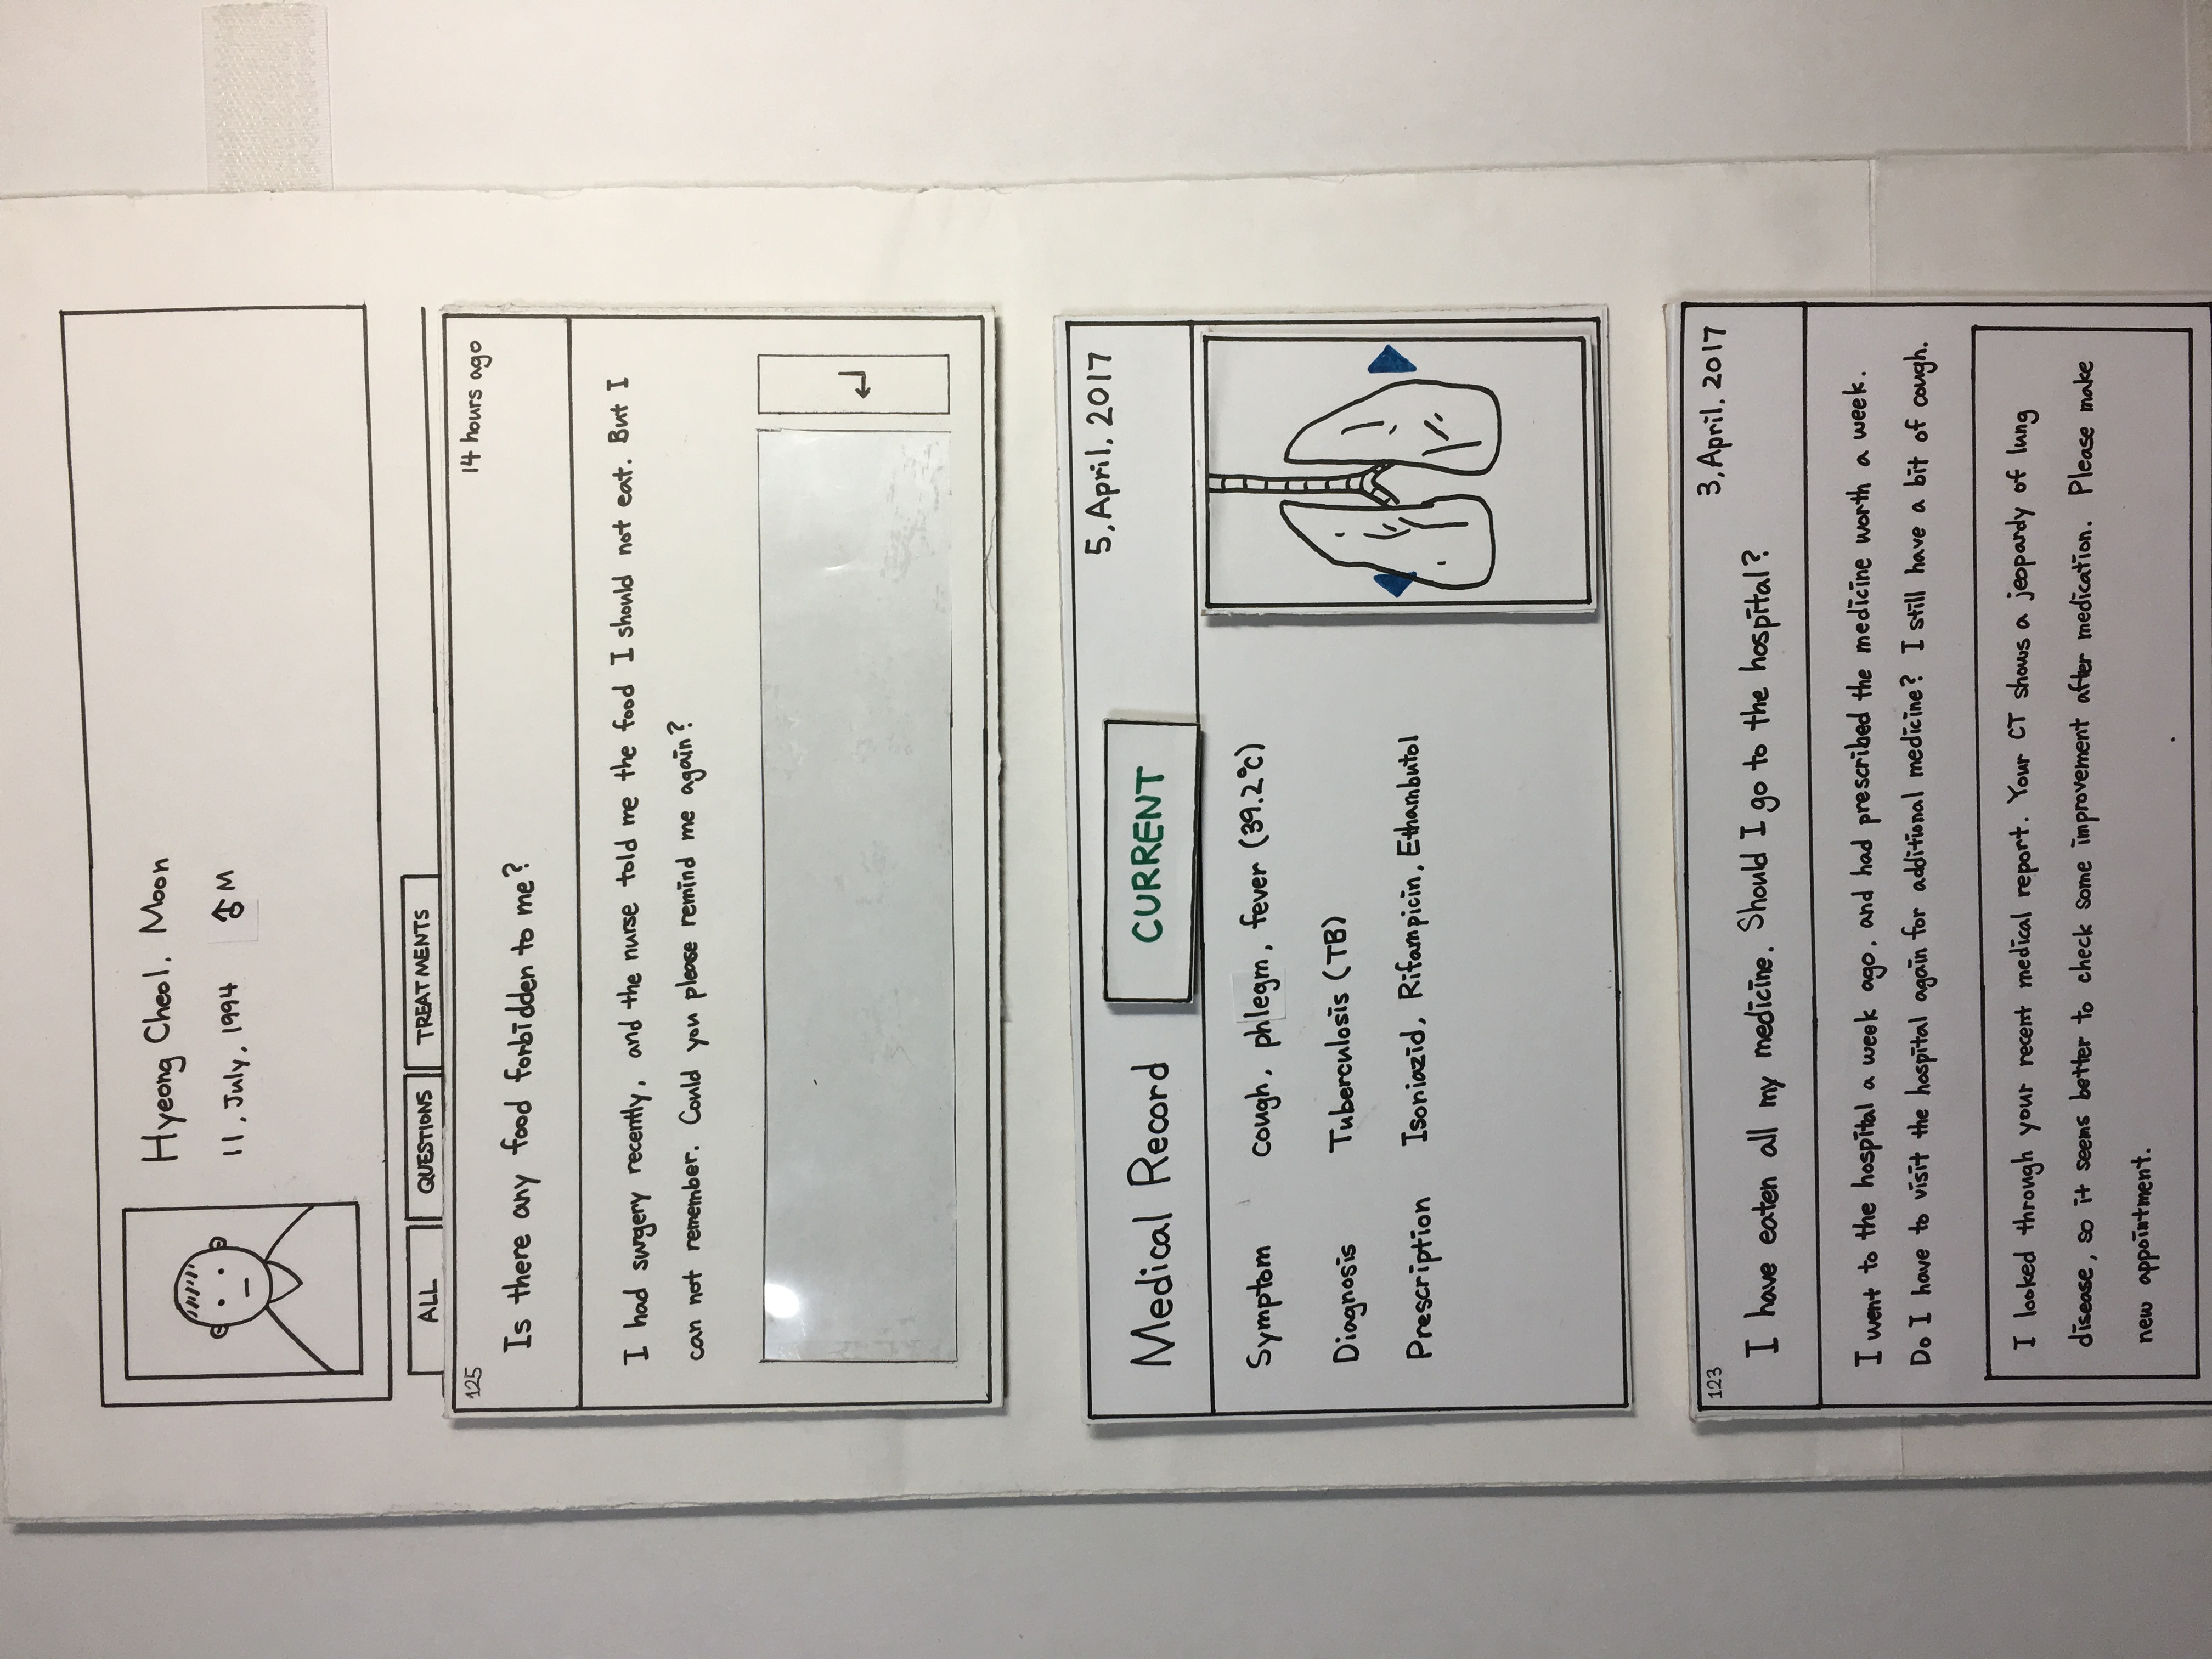 Hyeong Cheol. Moon
11, July, 1994 M
ALL QUESTIONS TREATMENTS
125 14 hours ago
Is there any food forbidden to me?
I had surgery recently, and the nurse told me the food I should not eat. But I
can not remember. Could you please remind me again?
5, April, 2017
Medical Record CURRENT
Symptom cough, phlegm, fever (39.2°C)
Diagnosis Tuberculosis (TB)
Prescription Isoniazid, Rifampicin, Ethambutol
123 3, April, 2017
I have eaten all my medicine. Should I go to the hospital?
I went to the hospital a week ago, and had prescribed the medicine worth a week.
Do I have to visit the hospital again for additional medicine? I still have a bit of cough.
I looked through your recent medical report. Your CT shows a jeopardy of lung
disease, so it seems better to check some improvement after medication. Please make
new appointment.